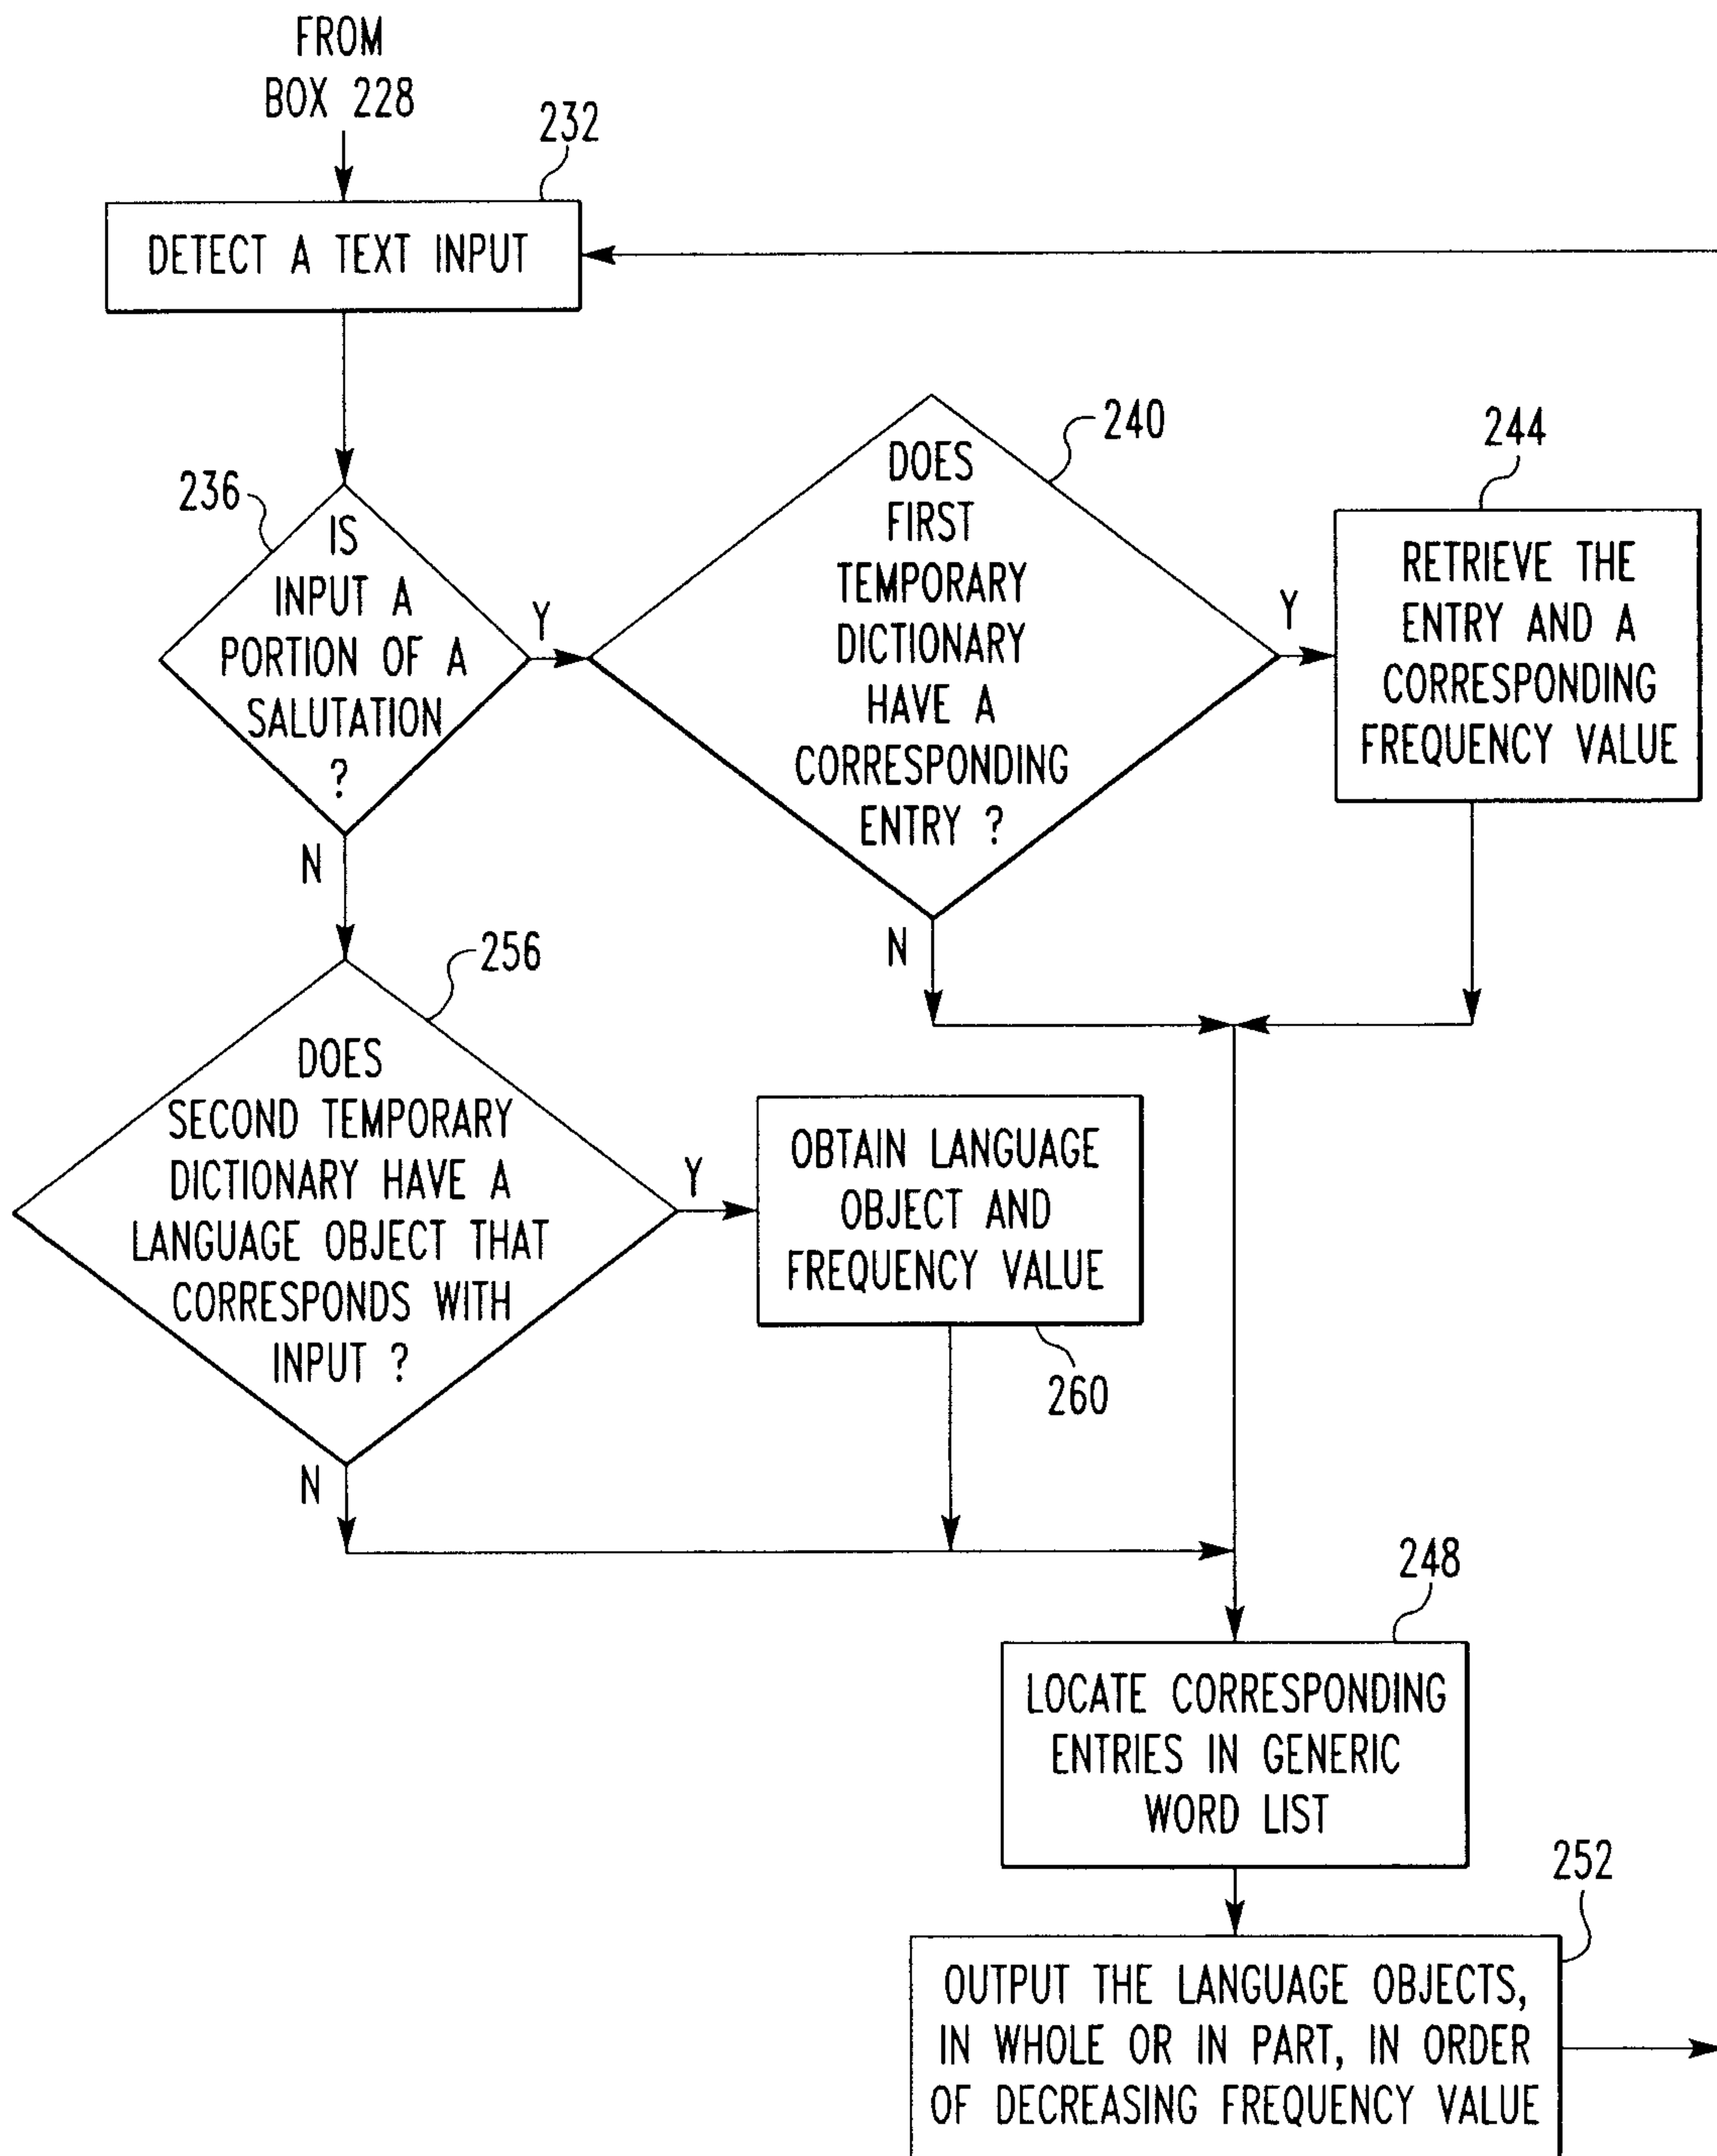 FROM
BOX 228
232
DETECT A TEXT INPUT
236
IS
INPUT A
PORTION OF A
SALUTATION
?
Y
N
240
DOES
FIRST
TEMPORARY
DICTIONARY
HAVE A
CORRESPONDING
ENTRY ?
Y
N
244
RETRIEVE THE
ENTRY AND A
CORRESPONDING
FREQUENCY VALUE
256
DOES
SECOND TEMPORARY
DICTIONARY HAVE A
LANGUAGE OBJECT THAT
CORRESPONDS WITH
INPUT ?
Y
N
OBTAIN LANGUAGE
OBJECT AND
FREQUENCY VALUE
260
248
LOCATE CORRESPONDING
ENTRIES IN GENERIC
WORD LIST
252
OUTPUT THE LANGUAGE OBJECTS,
IN WHOLE OR IN PART, IN ORDER
OF DECREASING FREQUENCY VALUE